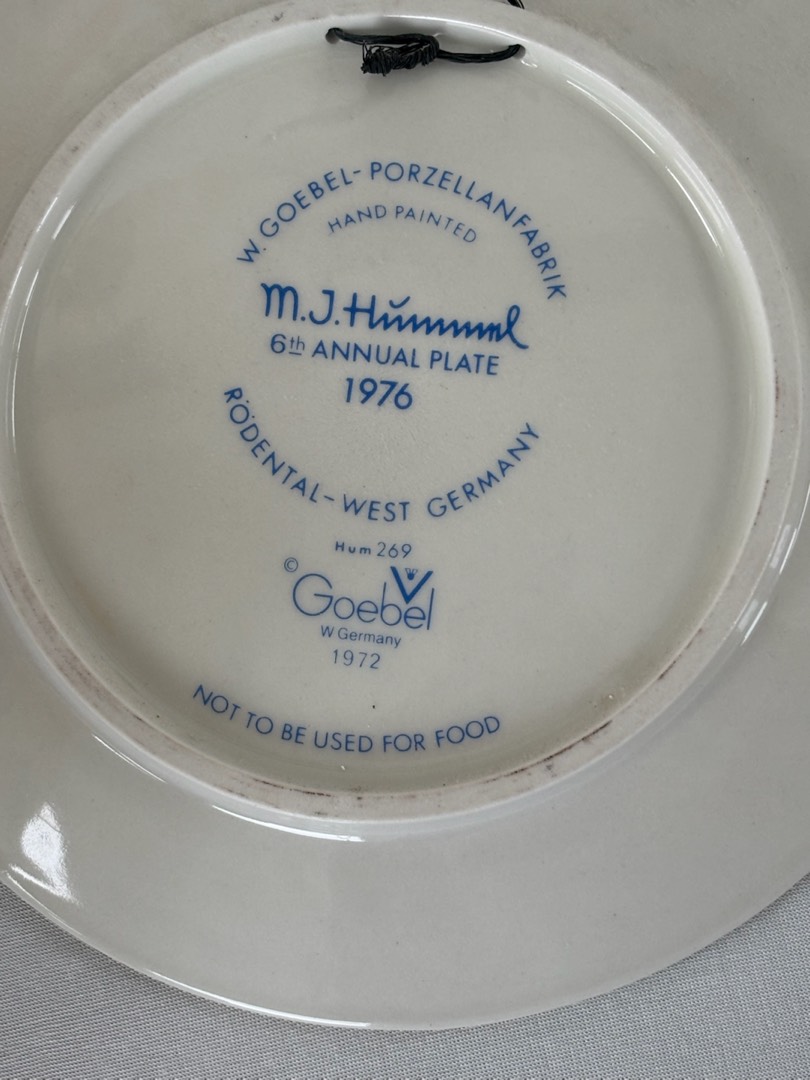 W. GOEBEL-PORZELLANFABRIK
HAND PAINTED
M.J.Hummel
6th ANNUAL PLATE
1976
RÖDENTAL-WEST GERMANY
Hum 269
© Goebel
W Germany
1972
NOT TO BE USED FOR FOOD